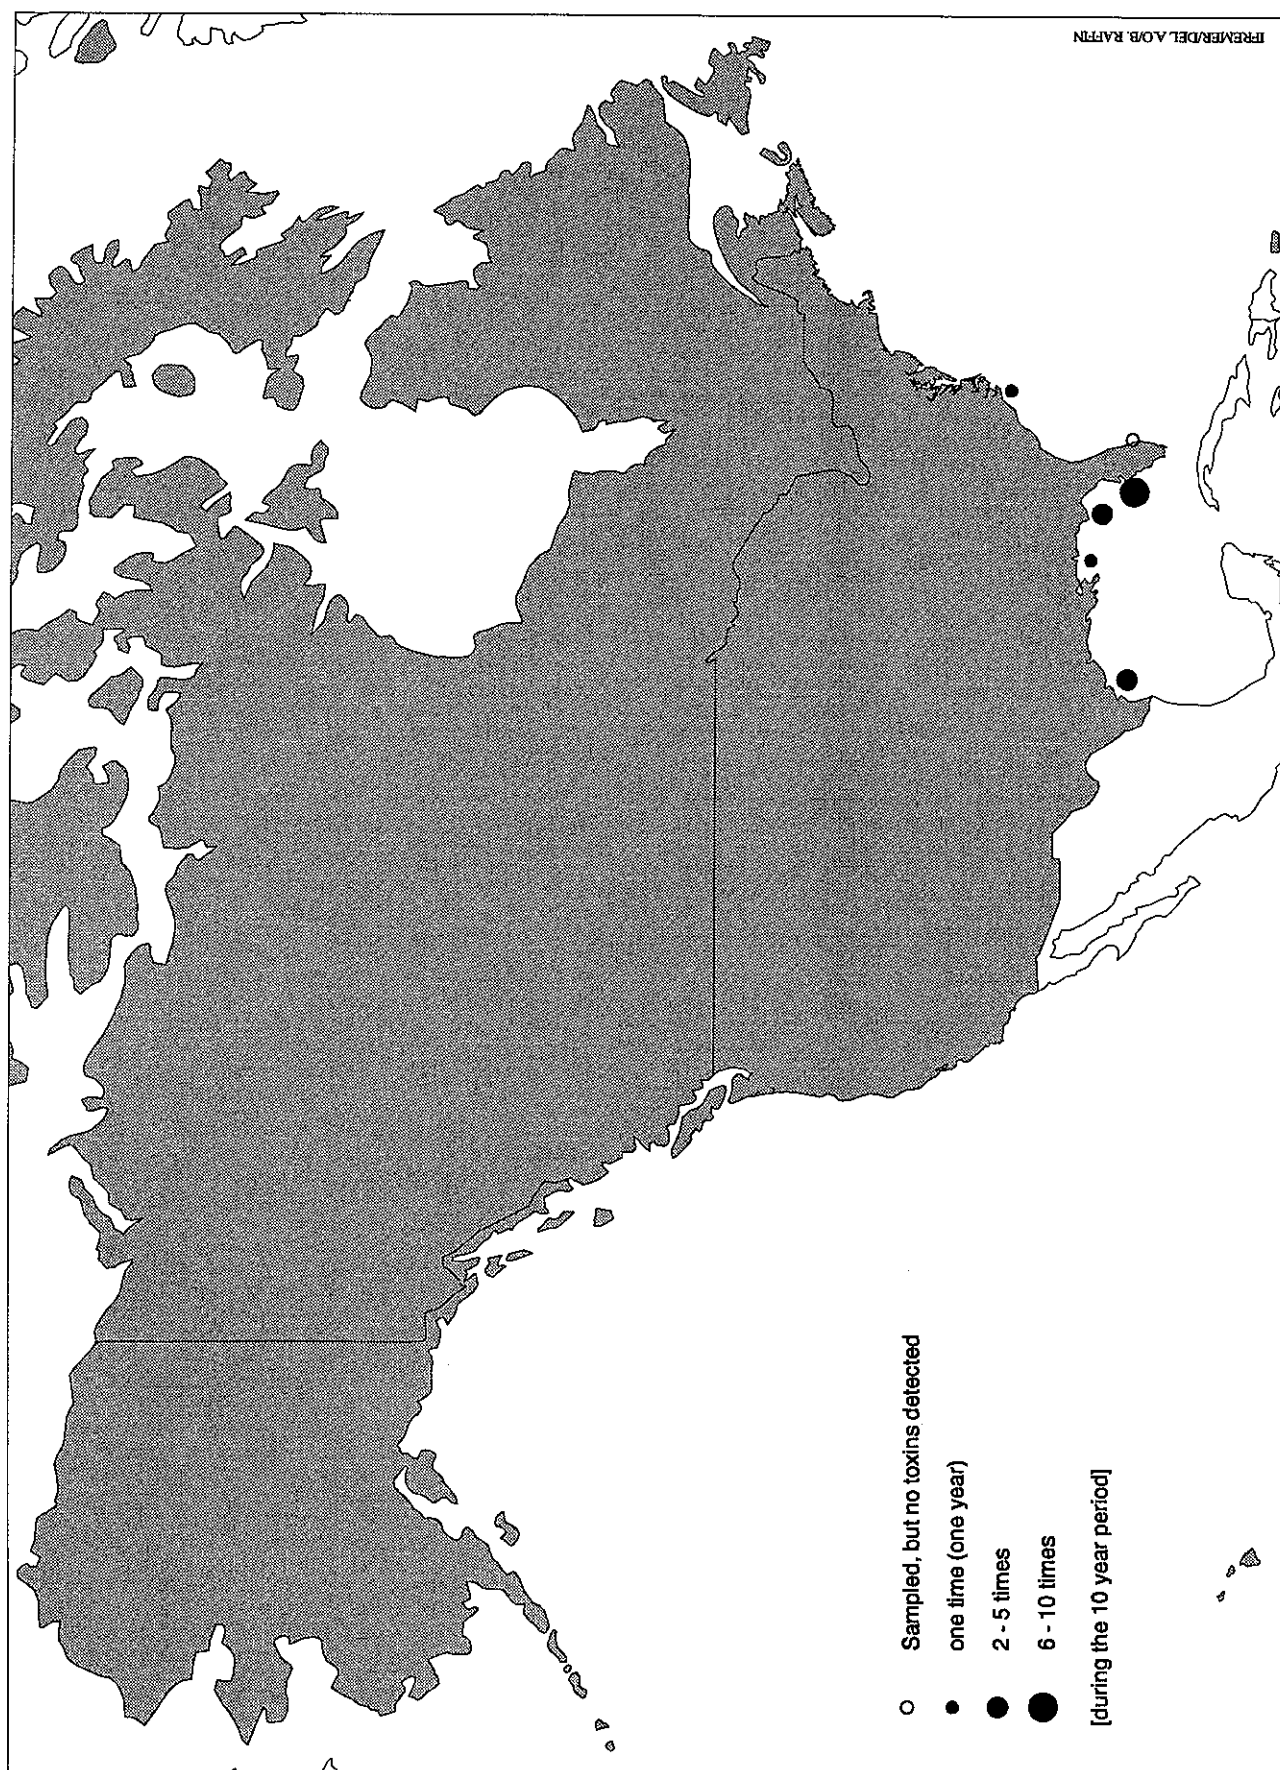 Sampled, but no toxins detected
one time (one year)
2 - 5 times
6 - 10 times
[during the 10 year period]
IFREMER/DEL A.O/B. RAFFIN